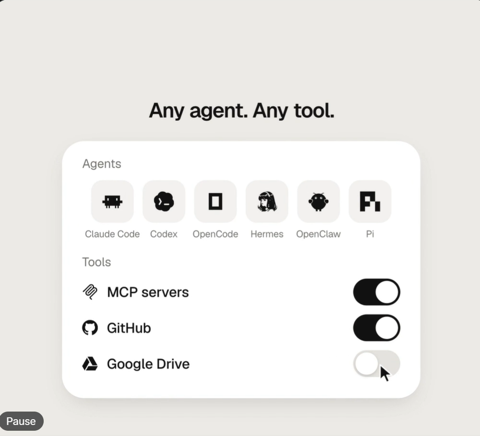 Any agent. Any tool.
Agents
Claude Code Codex OpenCode Hermes OpenClaw Pi
Tools
MCP servers
GitHub
Google Drive
Pause